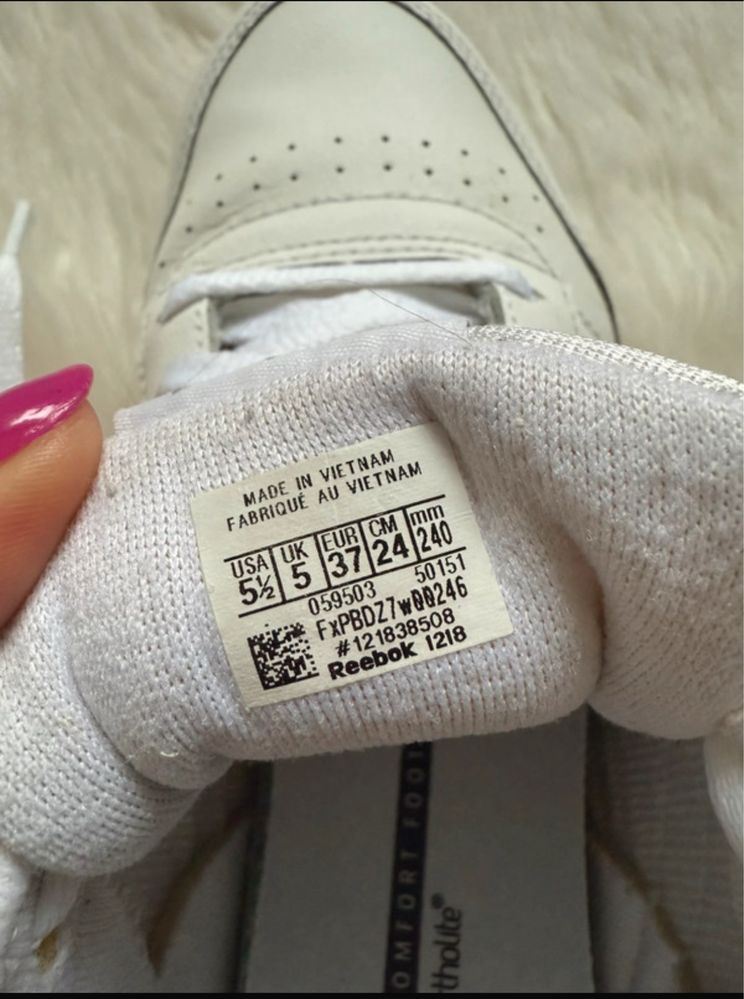 MADE IN VIETNAM
FABRIQUÉ AU VIETNAM
USA UK EUR CM mm
5½ 5 37 24 240
059503 50151
FxPBDZ7w00246
#121838508
Reebok 1218
COMFORT